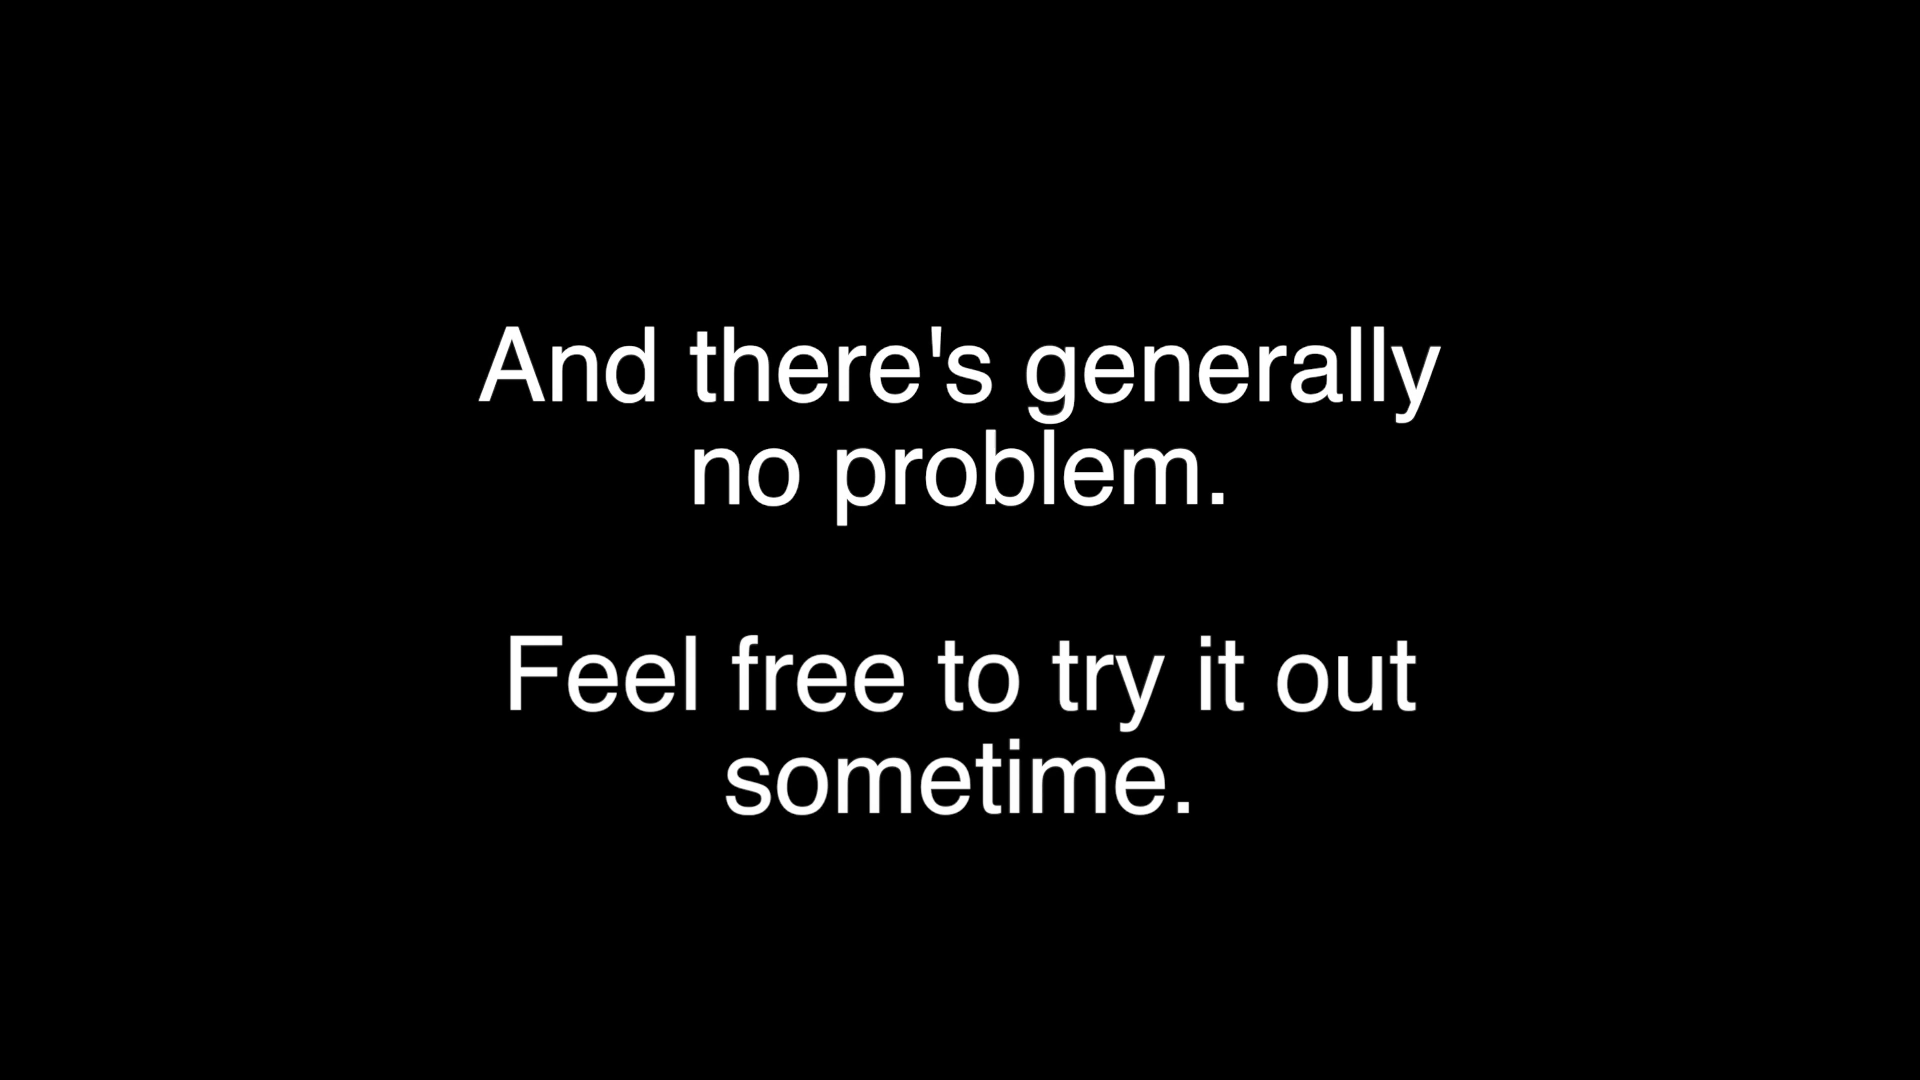 And there's generally
no problem.
Feel free to try it out
sometime.